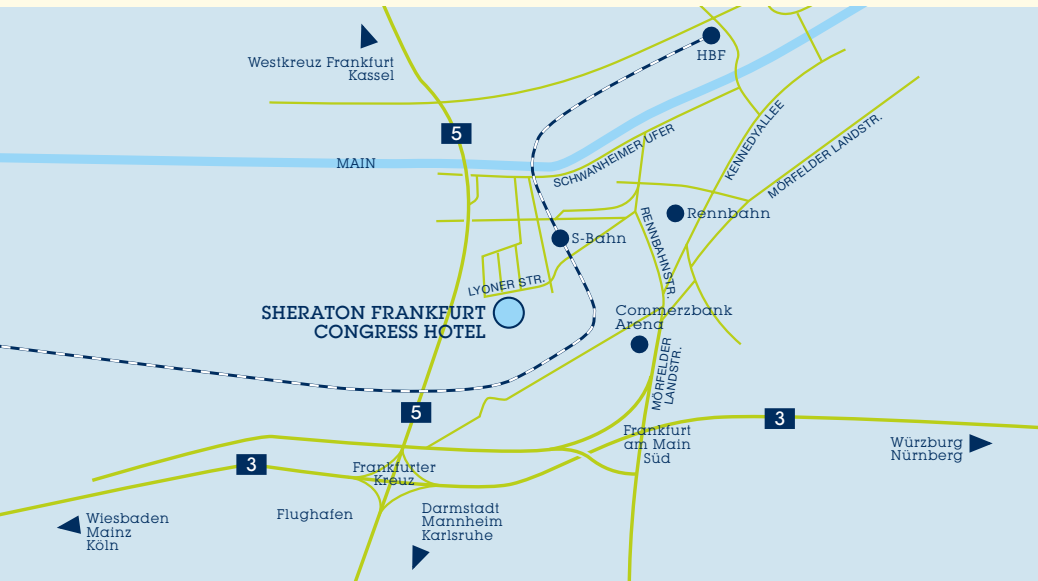 HBF
Westkreuz Frankfurt
Kassel
5
MAIN
SCHWANHEIMER UFER
KENNEDYALLEE
MÖRFELDER LANDSTR.
Rennbahn
RENNBAHNSTR.
S-Bahn
LYONER STR.
SHERATON FRANKFURT
CONGRESS HOTEL
Commerzbank
Arena
MÖRFELDER
LANDSTR.
5
3
Frankfurt
am Main
Süd
Würzburg
Nürnberg
3
Frankfurter
Kreuz
Flughafen
Wiesbaden
Mainz
Köln
Darmstadt
Mannheim
Karlsruhe